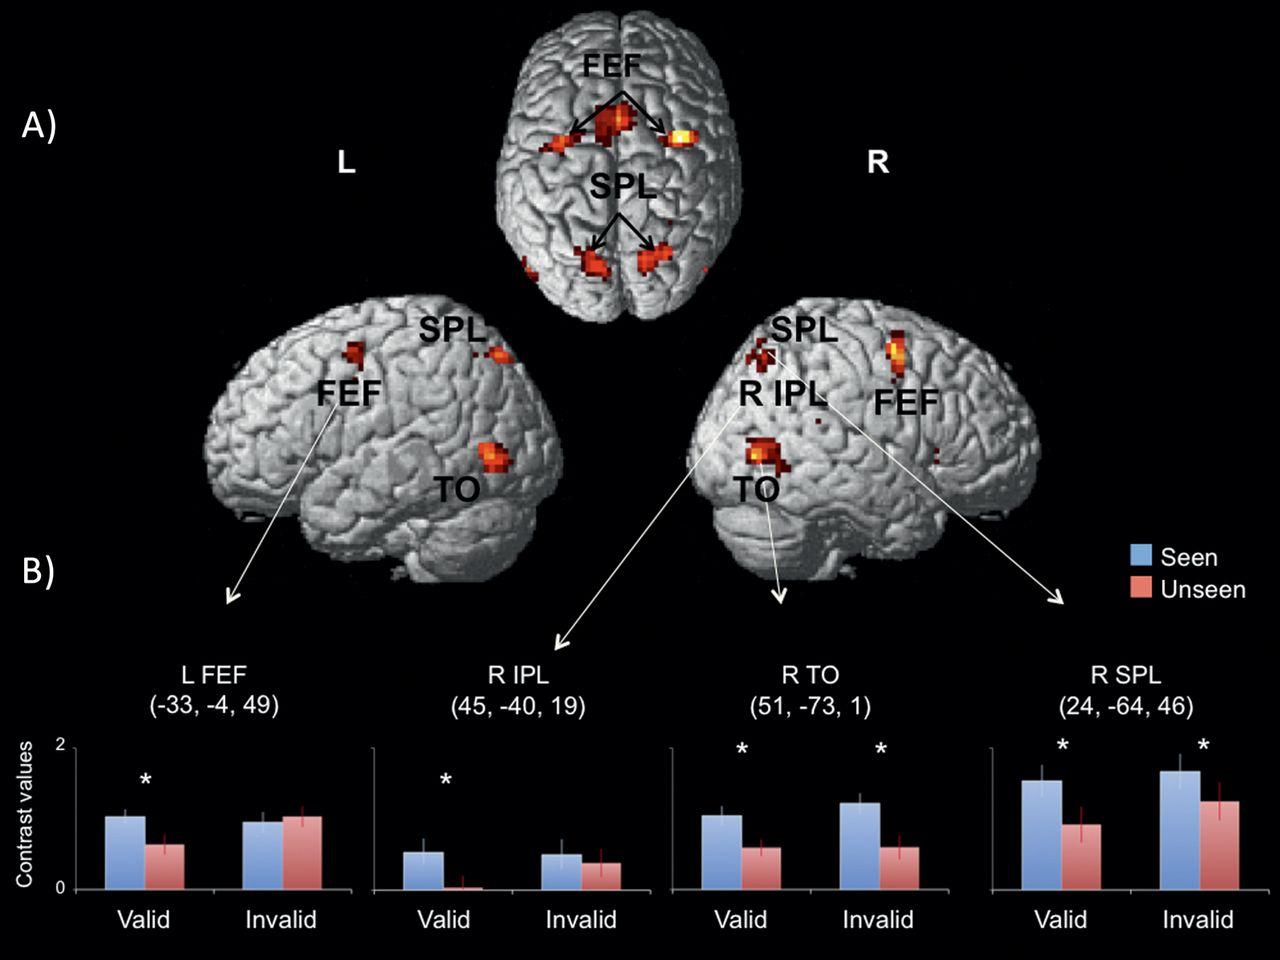 A)
FEF
L
R
SPL
SPL
FEF
TO
SPL
R IPL
FEF
TO
B)
Seen
Unseen
L FEF
(-33, -4, 49)
R IPL
(45, -40, 19)
R TO
(51, -73, 1)
R SPL
(24, -64, 46)
Contrast values
2
0
*
*
*
*
*
*
Valid
Invalid
Valid
Invalid
Valid
Invalid
Valid
Invalid